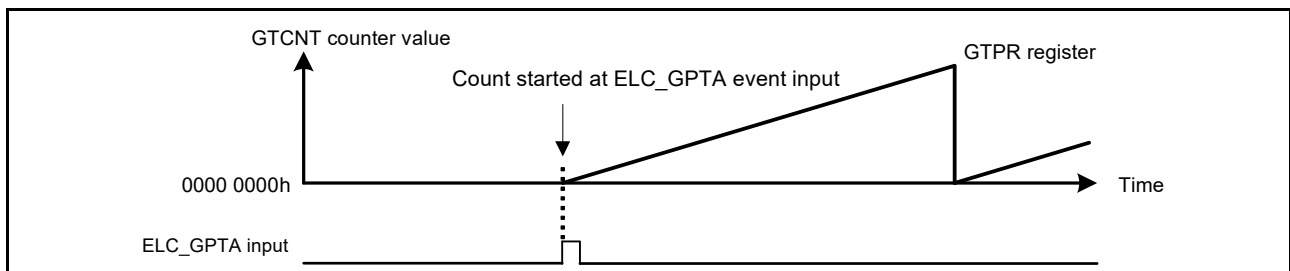 GTCNT counter value
GTPR register
Count started at ELC_GPTA event input
0000 0000h
Time
ELC_GPTA input